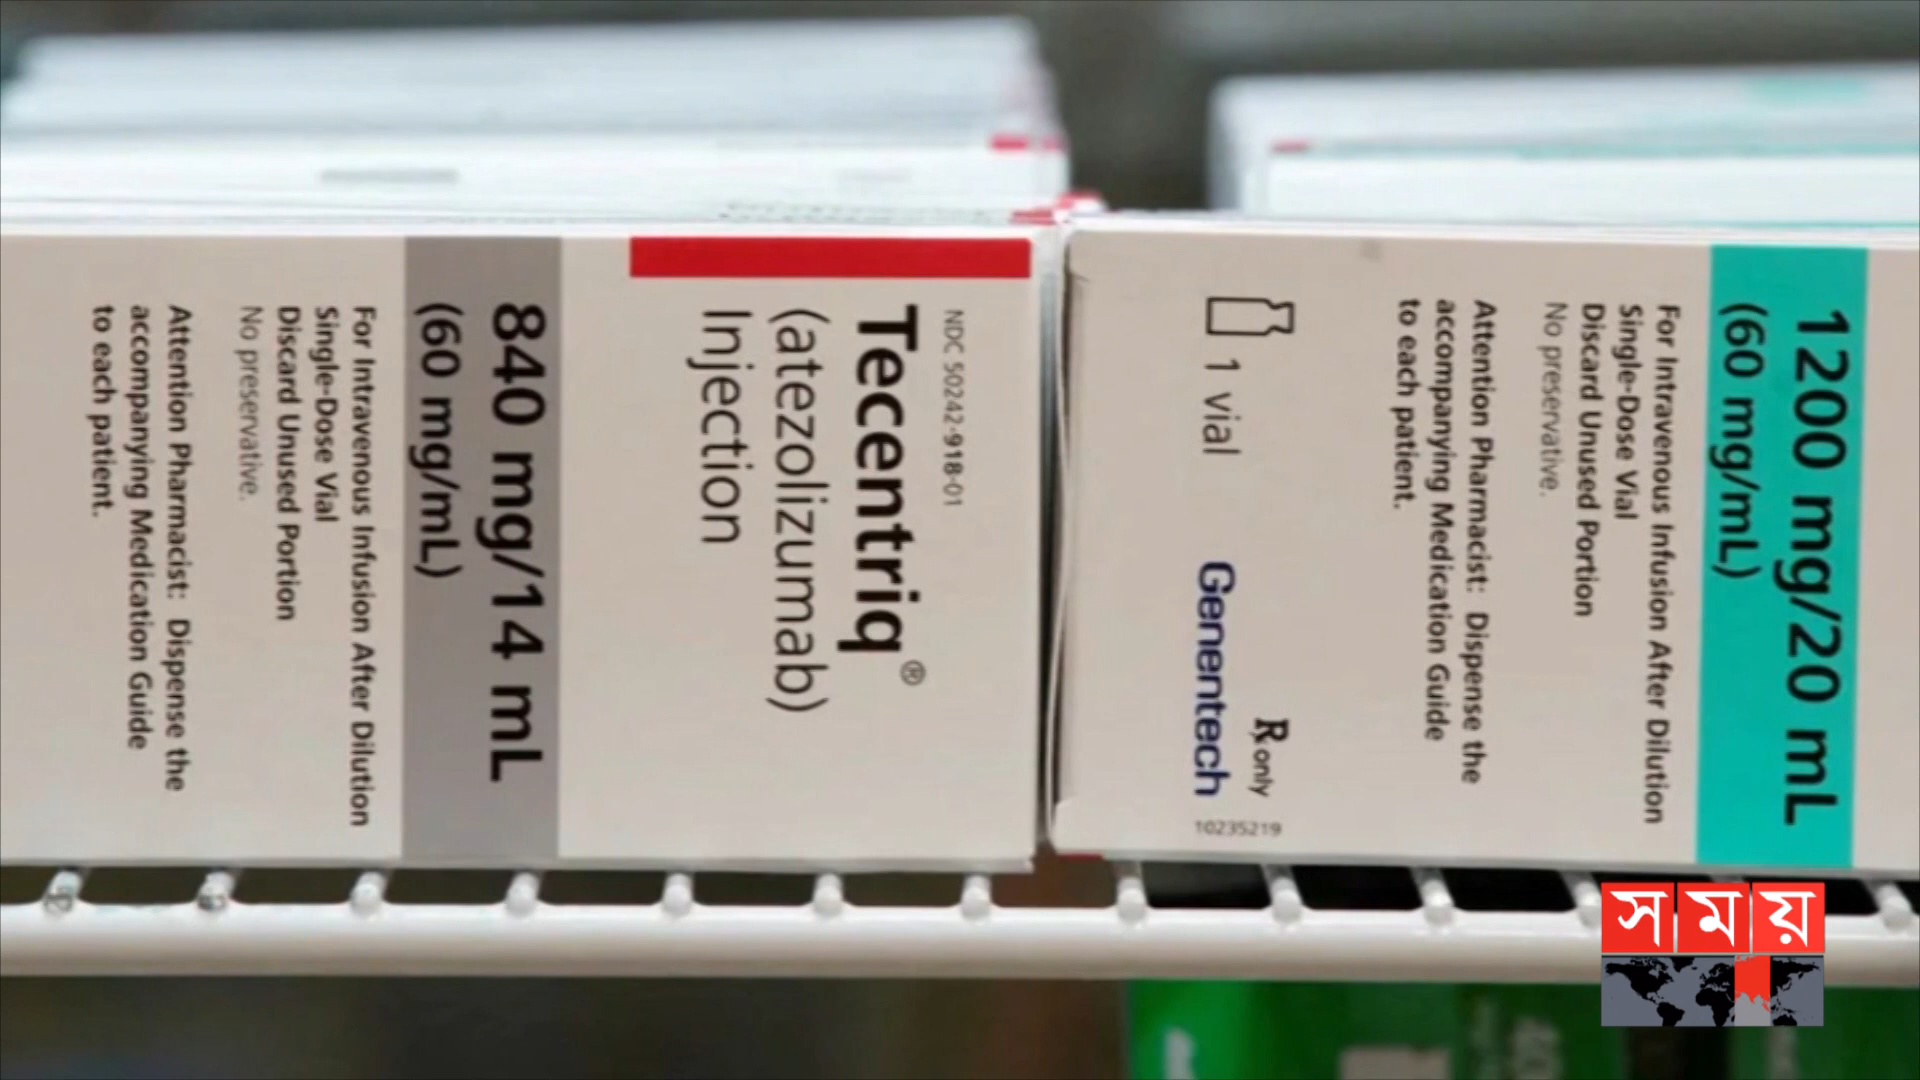 NDC 50242-918-01
Tecentriq®
(atezolizumab)
Injection
840 mg/14 mL
(60 mg/mL)
For Intravenous Infusion After Dilution
Single-Dose Vial
Discard Unused Portion
No preservative.
Attention Pharmacist: Dispense the
accompanying Medication Guide
to each patient.
1200 mg/20 mL
(60 mg/mL)
For Intravenous Infusion After Dilution
Single-Dose Vial
Discard Unused Portion
No preservative.
Attention Pharmacist: Dispense the
accompanying Medication Guide
to each patient.
1 vial
Rx only
Genentech
10235219
সময়